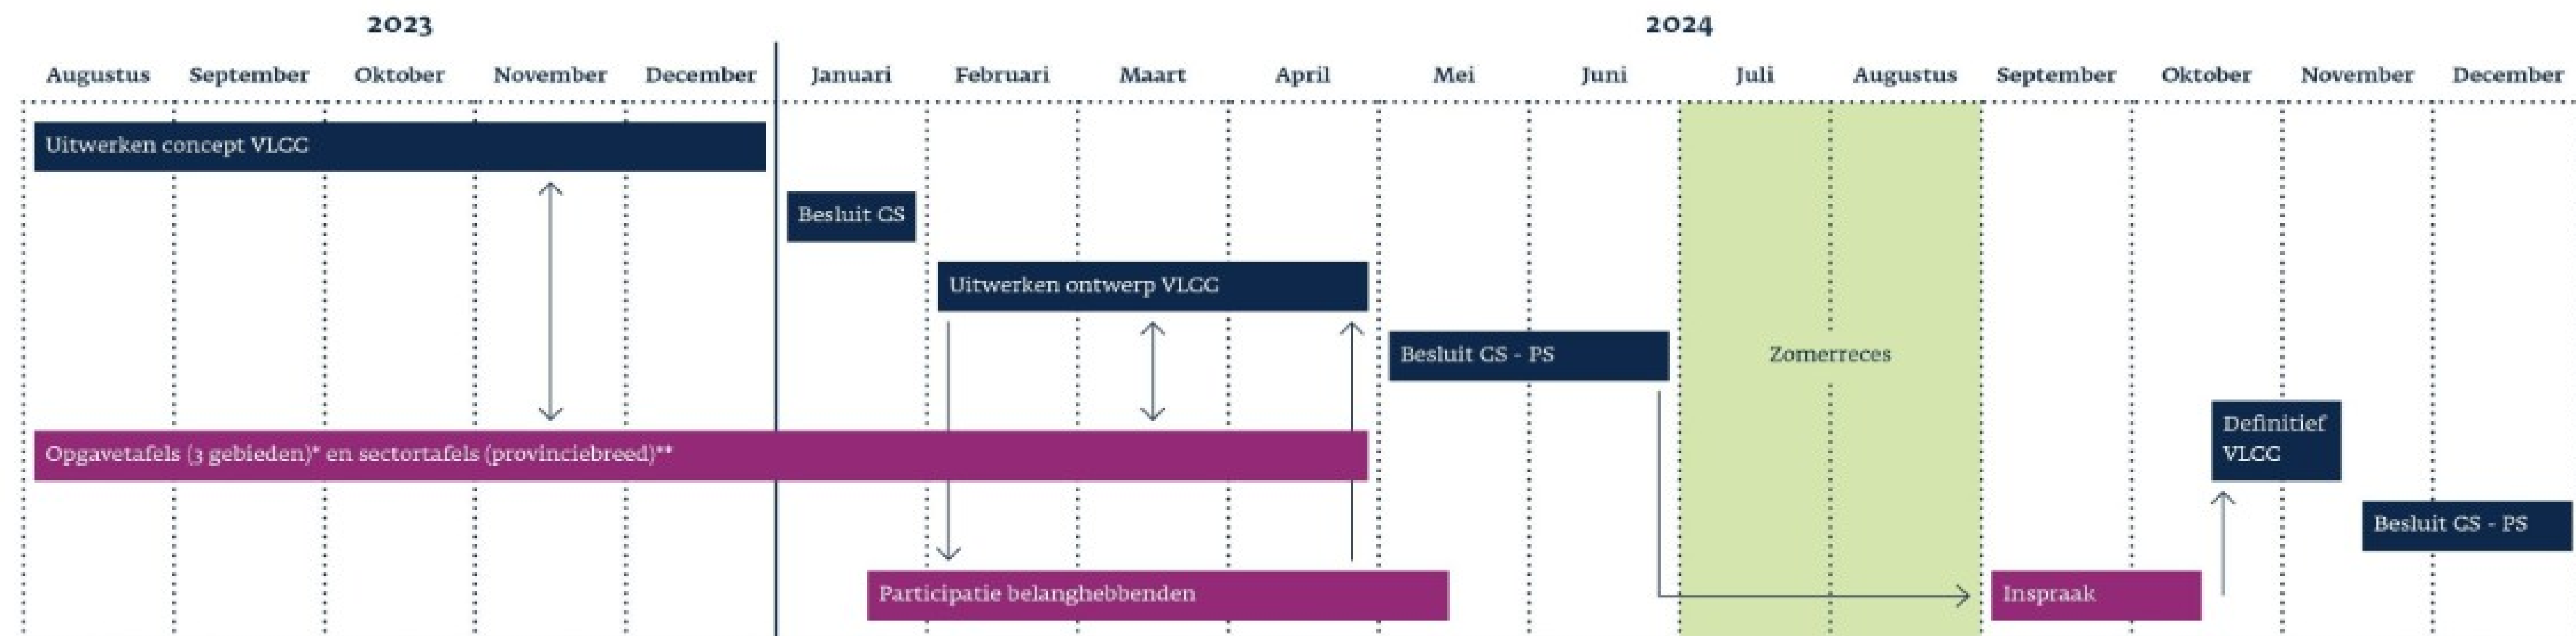 2023
2024
Augustus September Oktober November December Januari Februari Maart April Mei Juni Juli Augustus September Oktober November December
Uitwerken concept VLGG
Besluit GS
Uitwerken ontwerp VLGG
Besluit GS - PS
Zomerreces
Definitief
VLGG
Opgavetafels (3 gebieden)* en sectortafels (provinciebreed)**
Besluit GS - PS
Participatie belanghebbenden
Inspraak